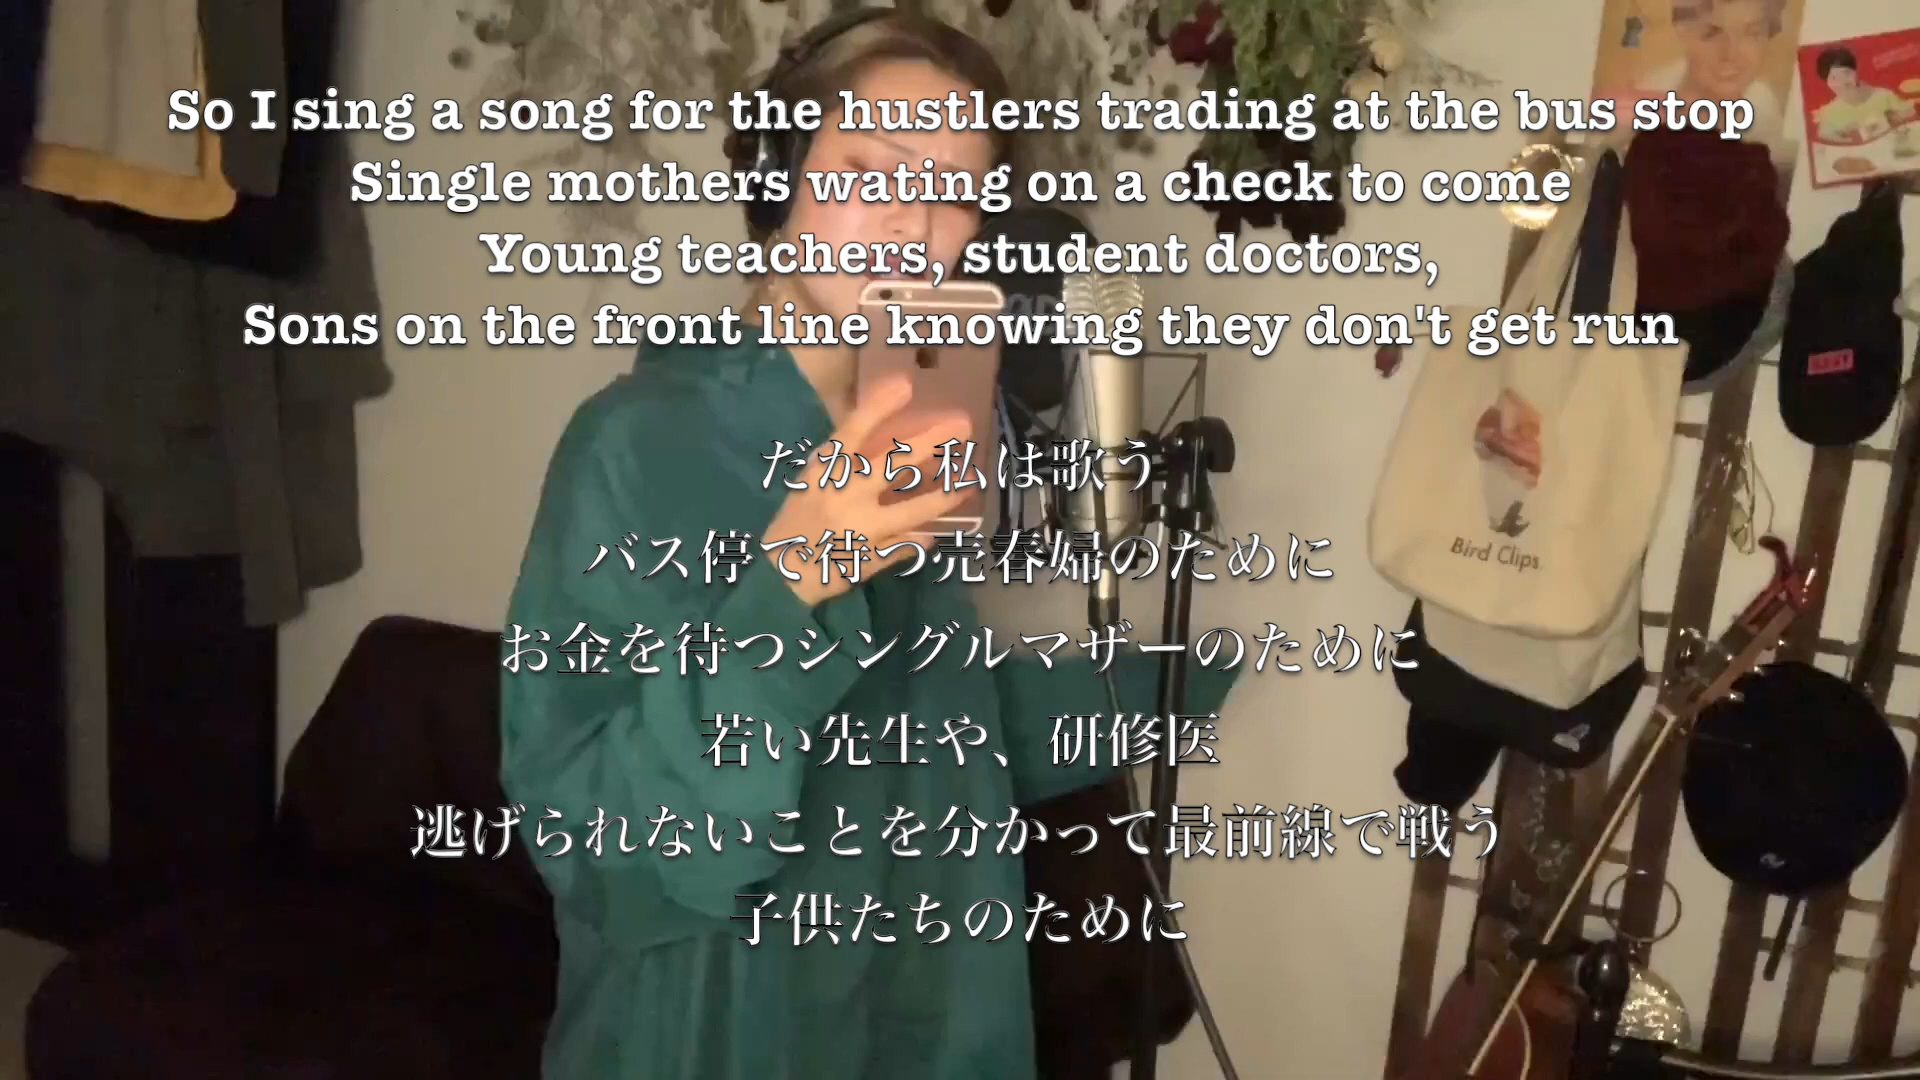 So I sing a song for the hustlers trading at the bus stop
Single mothers wating on a check to come
Young teachers, student doctors,
Sons on the front line knowing they don't get run
だから私は歌う
バス停で待つ売春婦のために
お金を待つシングルマザーのために
若い先生や、研修医
逃げられないことを分かって最前線で戦う
子供たちのために
Bird Clips